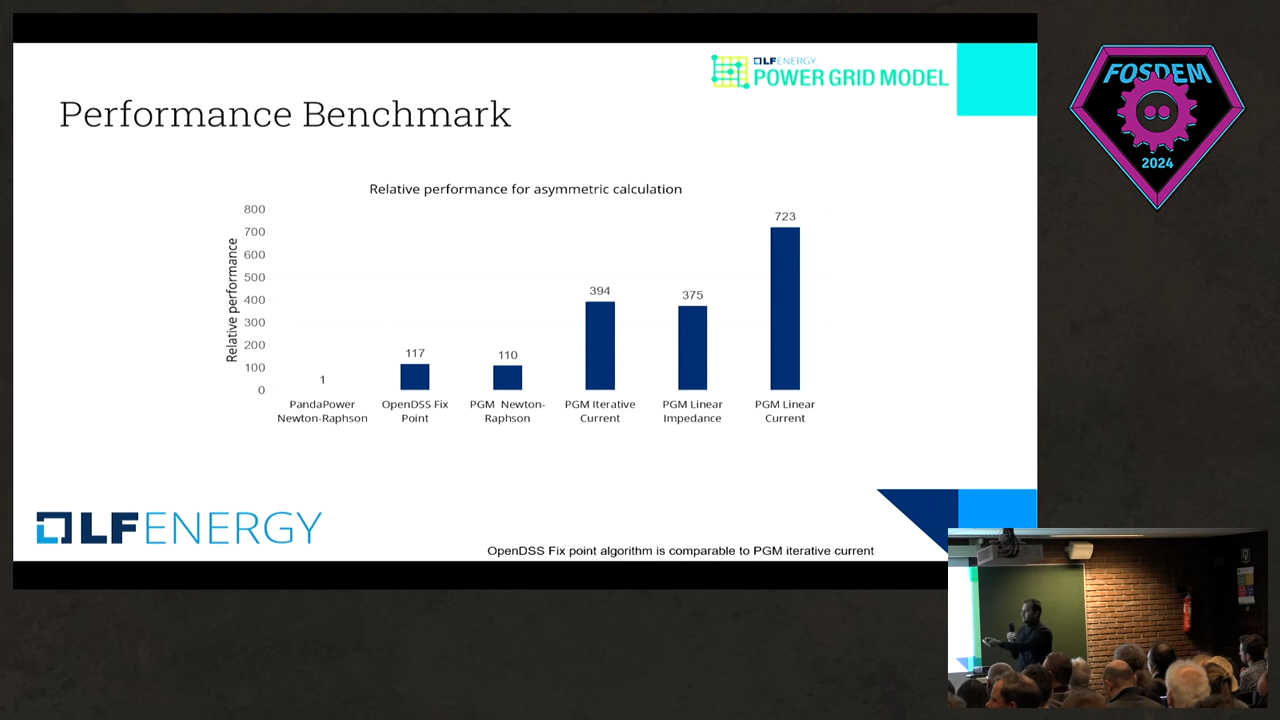 LFENERGY
POWER GRID MODEL
FOSDEM
2024
Performance Benchmark
Relative performance for asymmetric calculation
Relative performance
800
700
600
500
400
300
200
100
0
1
117
110
394
375
723
PandaPower
Newton-Raphson
OpenDSS Fix
Point
PGM Newton-
Raphson
PGM Iterative
Current
PGM Linear
Impedance
PGM Linear
Current
LFENERGY
OpenDSS Fix point algorithm is comparable to PGM iterative current